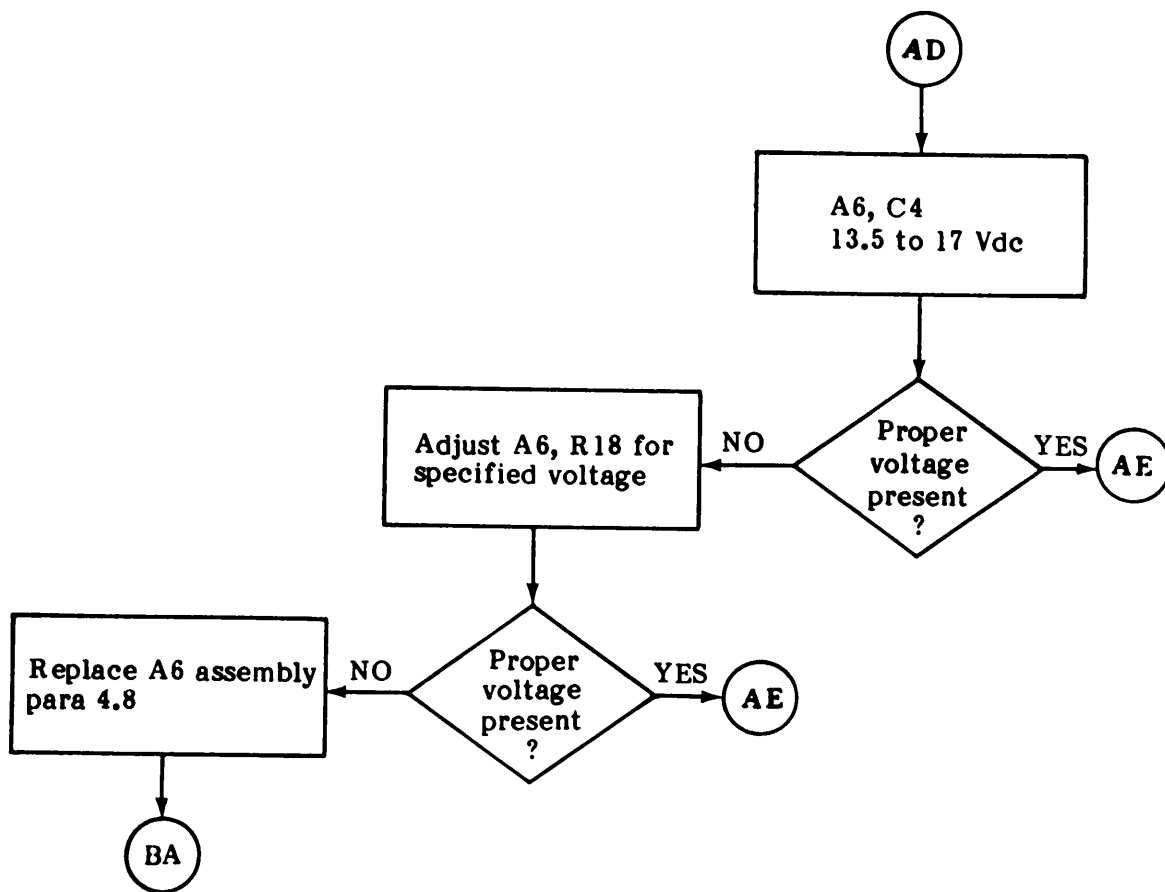 AD
A6, C4
13.5 to 17 Vdc
Proper
voltage
present
?
YES
AE
NO
Adjust A6, R18 for
specified voltage
Proper
voltage
present
?
YES
AE
NO
Replace A6 assembly
para 4.8
BA